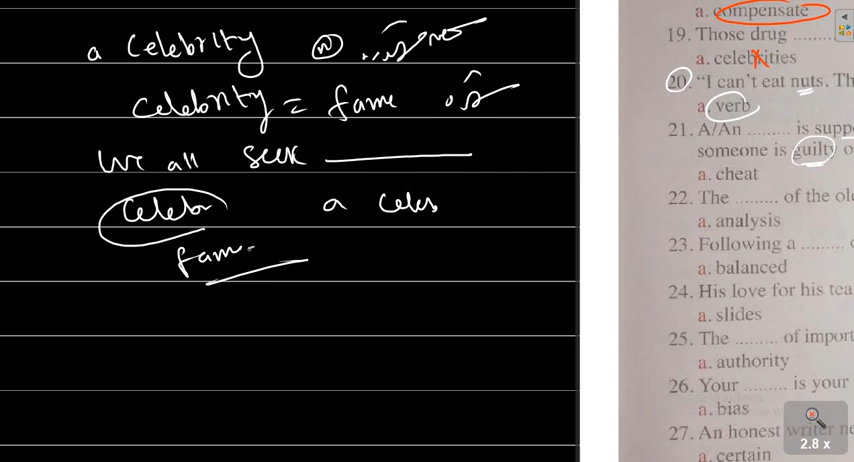 a celebrity (n)
celebrity = fame
we all seek ________
Celebr a celeb
fame
a. compensate
19. Those drug .........
a. celebrities
20. "I can't eat nuts. Th
a. verb
21. A/An ......... is supp
someone is guilty o
a. cheat
22. The ......... of the ol
a. analysis
23. Following a .........
a. balanced
24. His love for his tea
a. slides
25. The ......... of import
a. authority
26. Your ......... is your
a. bias
27. An honest writer ne
a. certain
2.8 x